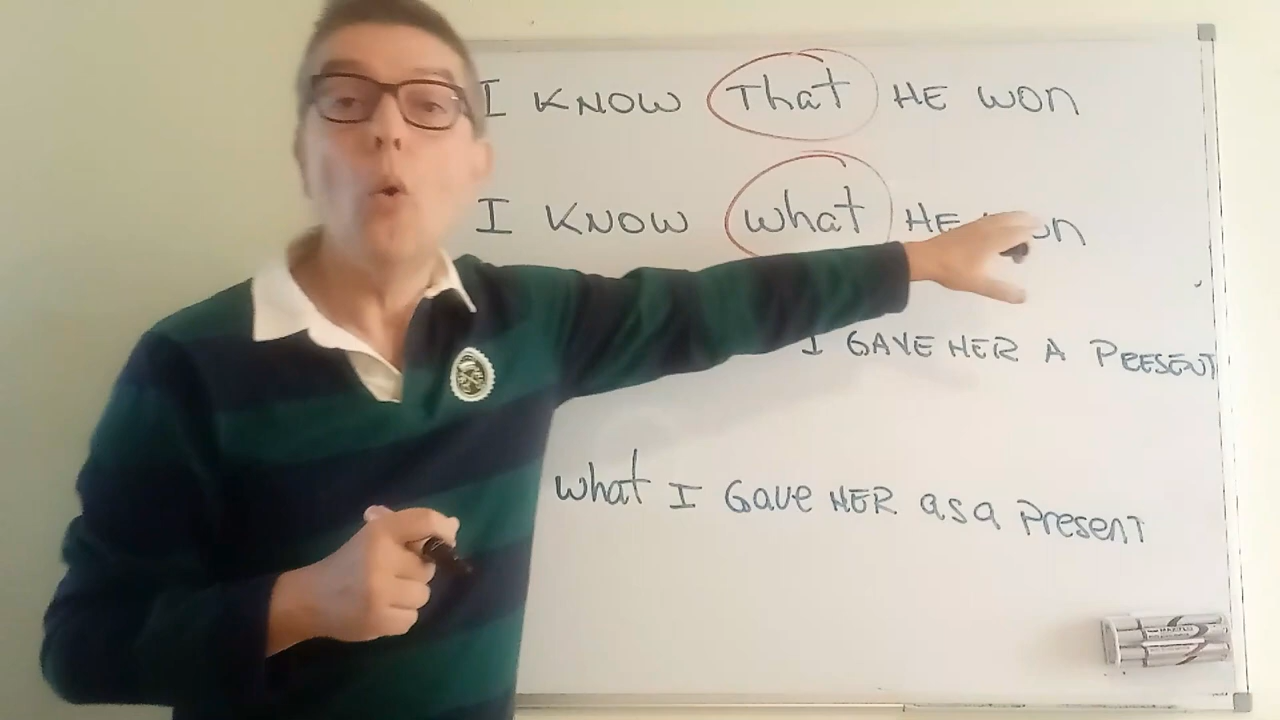 I KNOW That HE won
I KNOW what HE
I GAVE HER A PRESENT
what I Gave HER as a Present